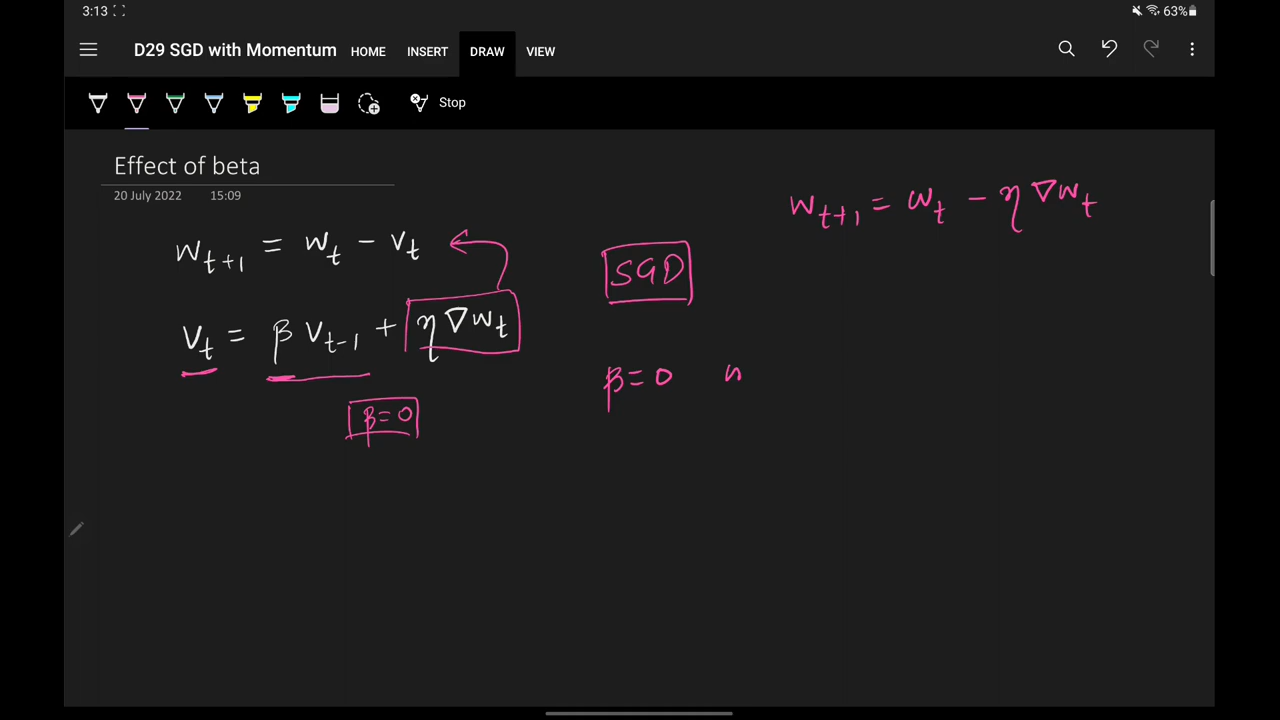 3:13
63%
D29 SGD with Momentum HOME INSERT DRAW VIEW
Stop
Effect of beta
20 July 2022 15:09
w_{t+1} = w_t - η ∇w_t
w_{t+1} = w_t - v_t
SGD
v_t = β v_{t-1} + η ∇w_t
β = 0
β = 0